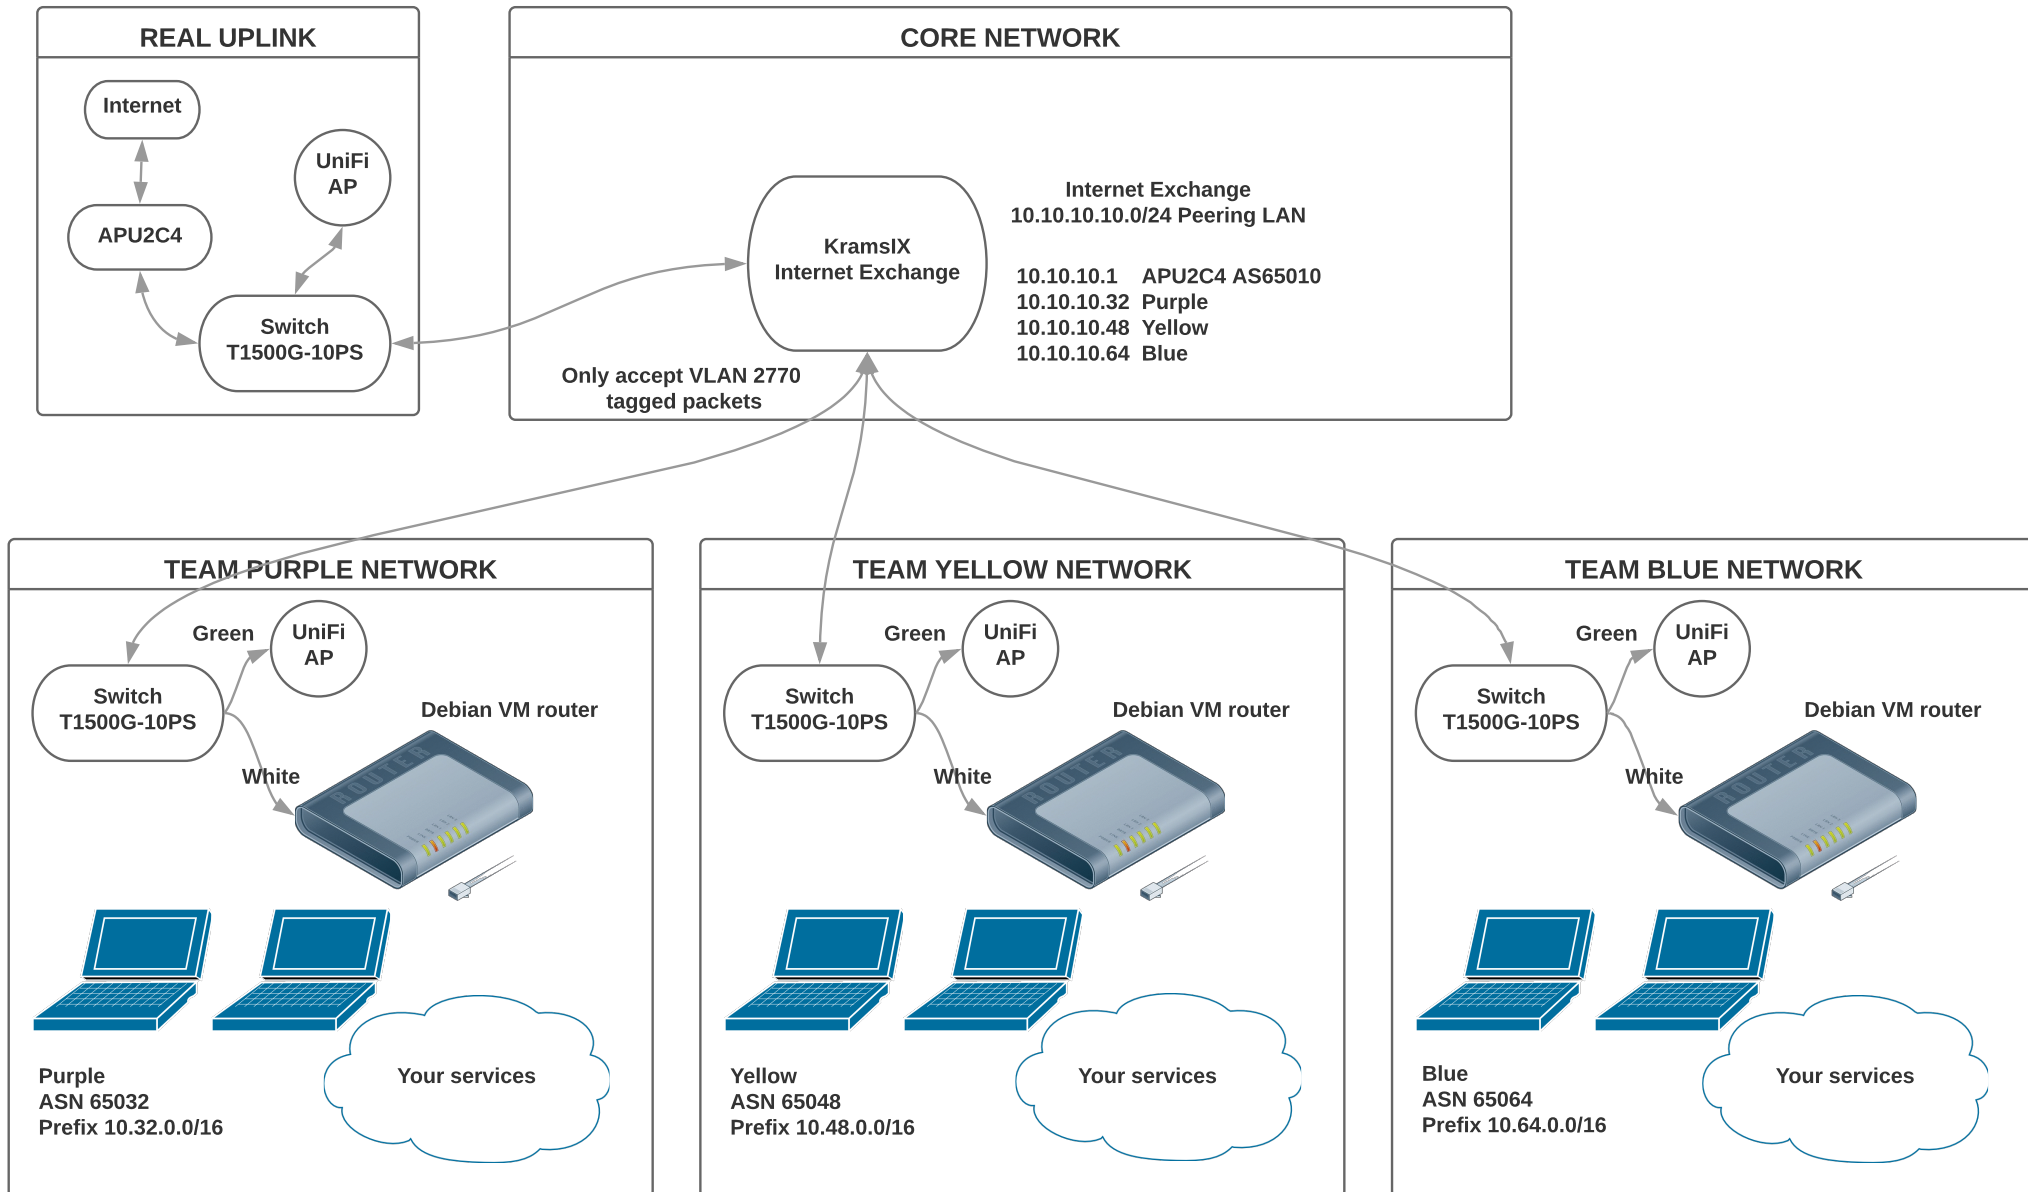 REAL UPLINK
Internet
UniFi
AP
APU2C4
Switch
T1500G-10PS
CORE NETWORK
KramsIX
Internet Exchange
Internet Exchange
10.10.10.10.0/24 Peering LAN
10.10.10.1 APU2C4 AS65010
10.10.10.32 Purple
10.10.10.48 Yellow
10.10.10.64 Blue
Only accept VLAN 2770
tagged packets
TEAM PURPLE NETWORK
Green
UniFi
AP
Switch
T1500G-10PS
Debian VM router
White
ROUTER
Your services
Purple
ASN 65032
Prefix 10.32.0.0/16
TEAM YELLOW NETWORK
Green
UniFi
AP
Switch
T1500G-10PS
Debian VM router
White
ROUTER
Your services
Yellow
ASN 65048
Prefix 10.48.0.0/16
TEAM BLUE NETWORK
Green
UniFi
AP
Switch
T1500G-10PS
Debian VM router
White
ROUTER
Your services
Blue
ASN 65064
Prefix 10.64.0.0/16